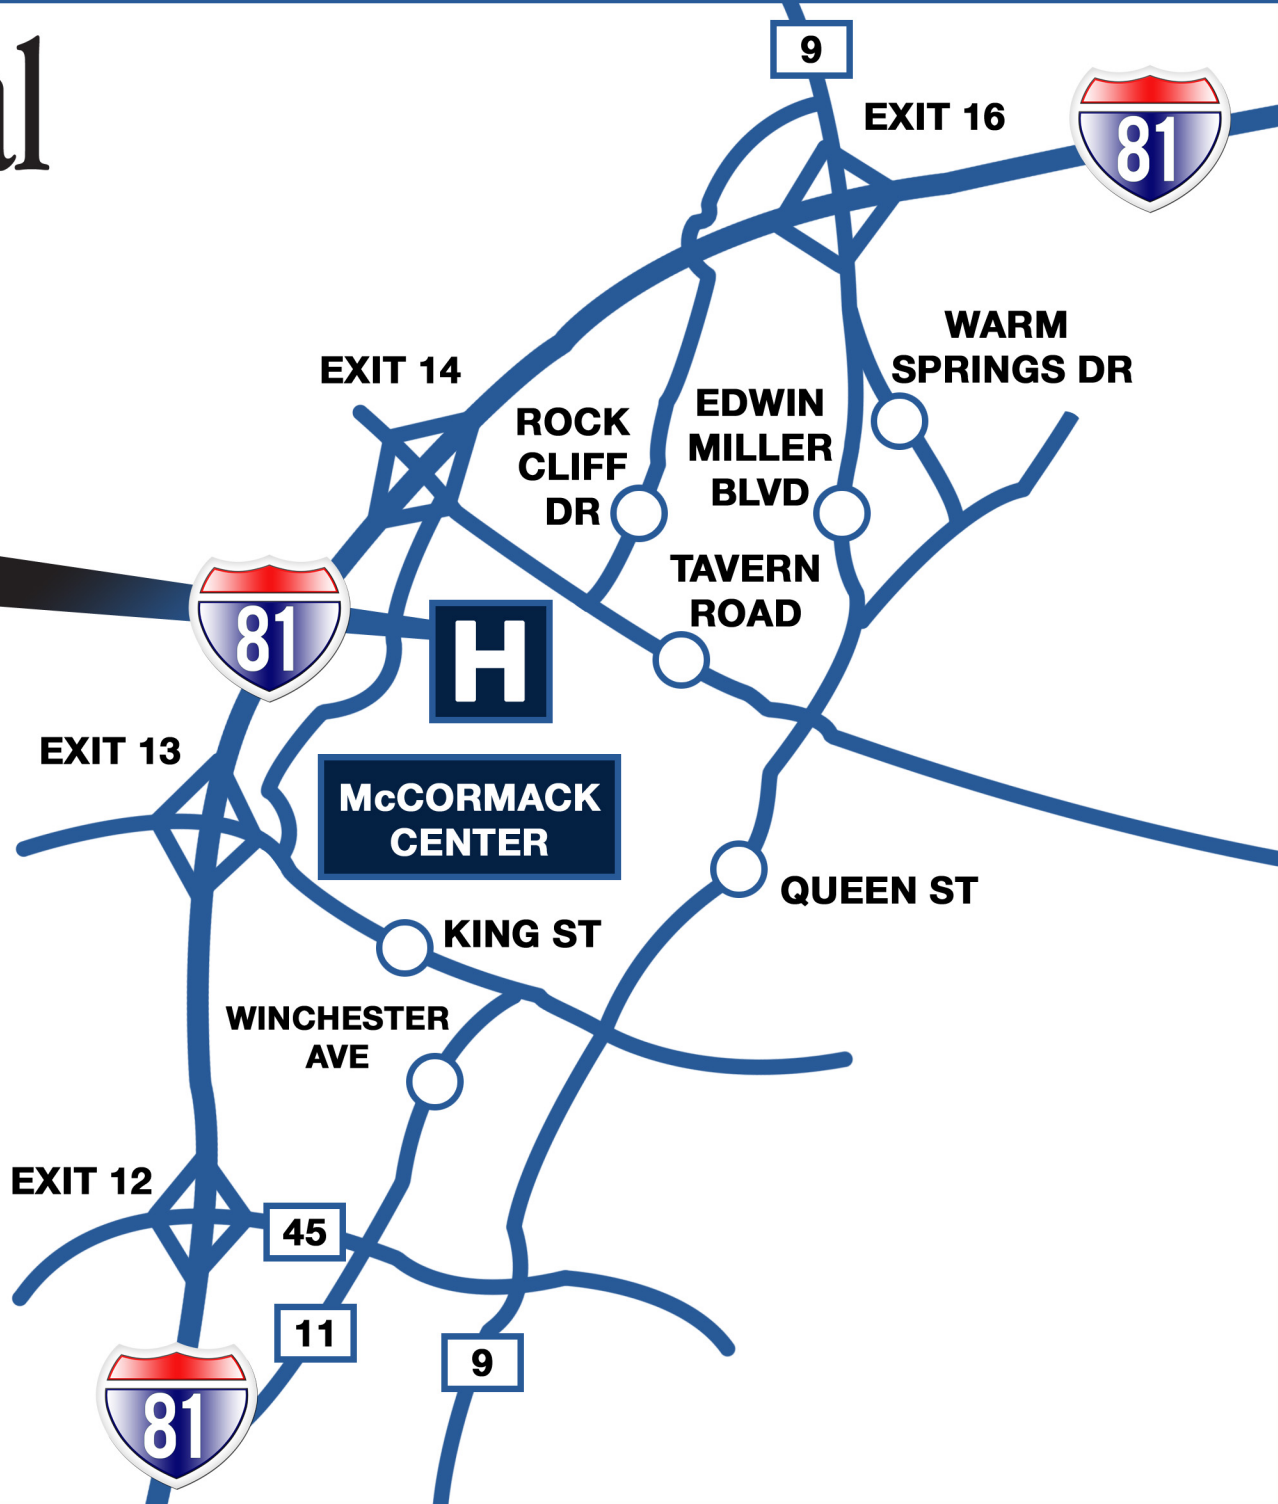 al
9
EXIT 16
81
WARM
SPRINGS DR
EXIT 14
EDWIN
MILLER
BLVD
ROCK
CLIFF
DR
TAVERN
ROAD
81
H
EXIT 13
McCORMACK
CENTER
QUEEN ST
KING ST
WINCHESTER
AVE
EXIT 12
45
11
9
81